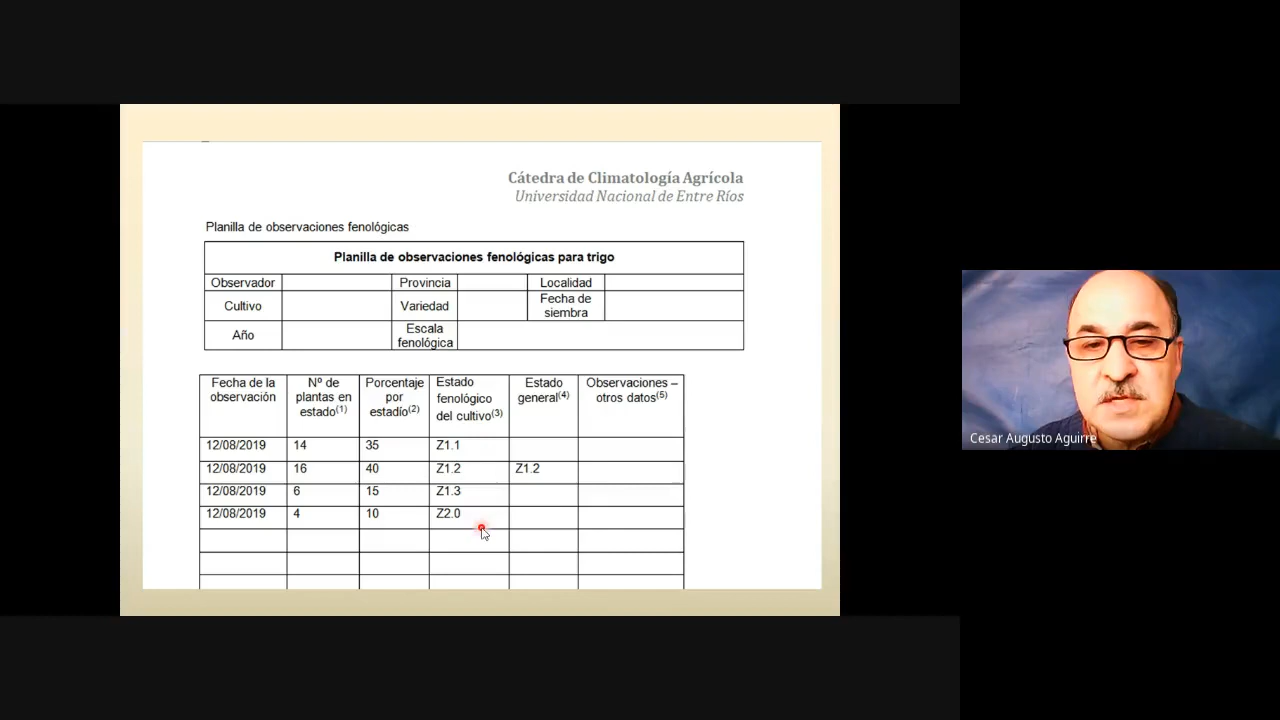 Cátedra de Climatología Agrícola
Universidad Nacional de Entre Ríos
Planilla de observaciones fenológicas
Planilla de observaciones fenológicas para trigo
Observador Provincia Localidad
Cultivo Variedad Fecha de siembra
Año Escala fenológica
Fecha de la observación Nº de plantas en estado(1) Porcentaje por estadío(2) Estado fenológico del cultivo(3) Estado general(4) Observaciones – otros datos(5)
12/08/2019 14 35 Z1.1
12/08/2019 16 40 Z1.2 Z1.2
12/08/2019 6 15 Z1.3
12/08/2019 4 10 Z2.0
Cesar Augusto Aguirre